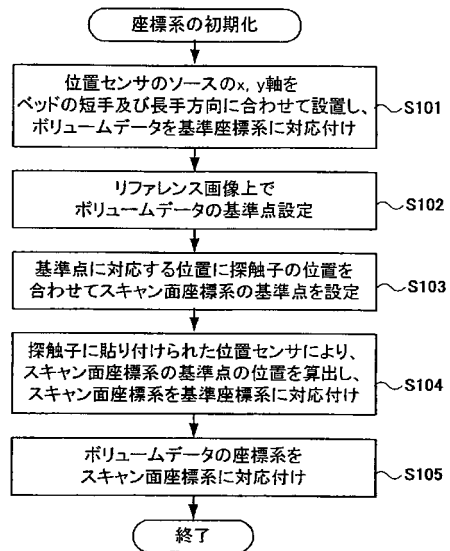 座標系の初期化
位置センサのソースのx, y軸を
ベッドの短手及び長手方向に合わせて設置し、
ボリュームデータを基準座標系に対応付け
S101
リファレンス画像上で
ボリュームデータの基準点設定
S102
基準点に対応する位置に探触子の位置を
合わせてスキャン面座標系の基準点を設定
S103
探触子に貼り付けられた位置センサにより、
スキャン面座標系の基準点の位置を算出し、
スキャン面座標系を基準座標系に対応付け
S104
ボリュームデータの座標系を
スキャン面座標系に対応付け
S105
終了